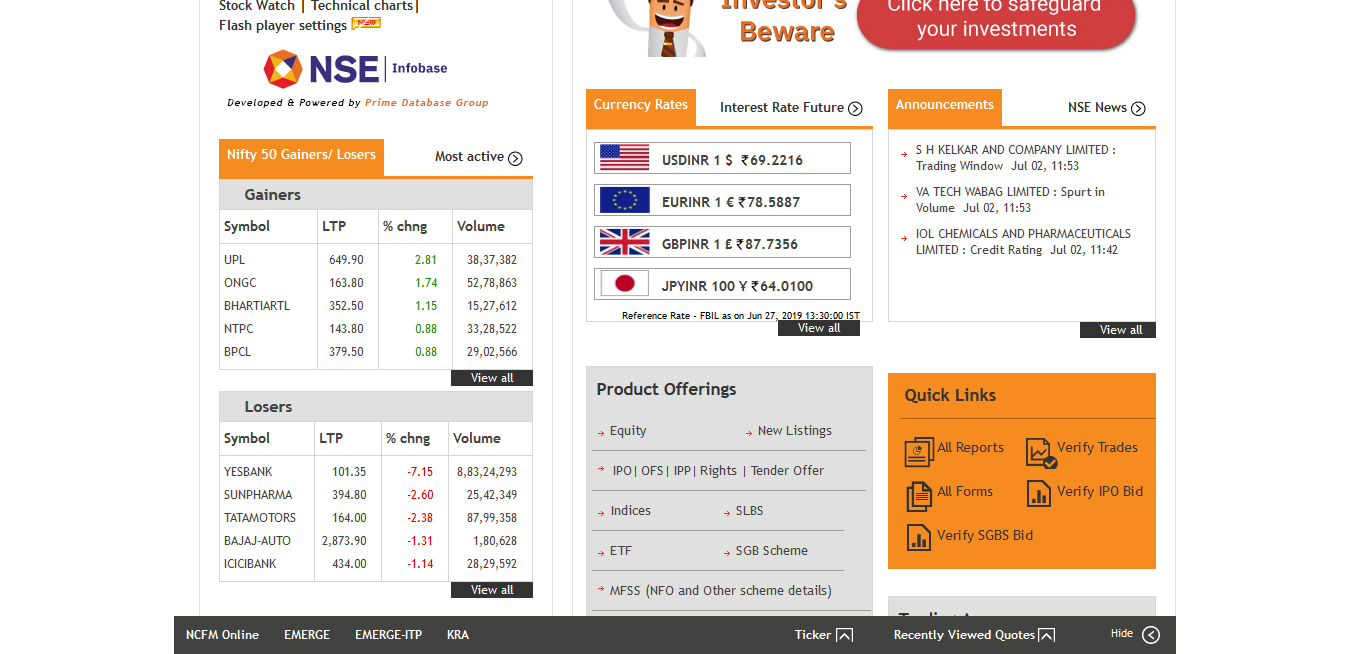 Stock Watch | Technical charts|
Flash player settings NEW
NSE | Infobase
Developed & Powered by Prime Database Group
Nifty 50 Gainers/ Losers
Most active
Gainers
Symbol LTP % chng Volume
UPL 649.90 2.81 38,37,382
ONGC 163.80 1.74 52,78,863
BHARTIARTL 352.50 1.15 15,27,612
NTPC 143.80 0.88 33,28,522
BPCL 379.50 0.88 29,02,566
View all
Losers
Symbol LTP % chng Volume
YESBANK 101.35 -7.15 8,83,24,293
SUNPHARMA 394.80 -2.60 25,42,349
TATAMOTORS 164.00 -2.38 87,99,358
BAJAJ-AUTO 2,873.90 -1.31 1,80,628
ICICIBANK 434.00 -1.14 28,29,592
View all
Investor's
Beware
Click here to safeguard
your investments
Currency Rates
Interest Rate Future
USDINR 1 $ ₹69.2216
EURINR 1 € ₹78.5887
GBPINR 1 £ ₹87.7356
JPYINR 100 ¥ ₹64.0100
Reference Rate - FBIL as on Jun 27, 2019 13:30:00 IST
View all
Announcements
NSE News
S H KELKAR AND COMPANY LIMITED :
Trading Window Jul 02, 11:53
VA TECH WABAG LIMITED : Spurt in
Volume Jul 02, 11:53
IOL CHEMICALS AND PHARMACEUTICALS
LIMITED : Credit Rating Jul 02, 11:42
View all
Product Offerings
Equity New Listings
IPO| OFS| IPP| Rights | Tender Offer
Indices SLBS
ETF SGB Scheme
MFSS (NFO and Other scheme details)
Quick Links
All Reports Verify Trades
All Forms Verify IPO Bid
Verify SGBS Bid
NCFM Online EMERGE EMERGE-ITP KRA Ticker Recently Viewed Quotes Hide